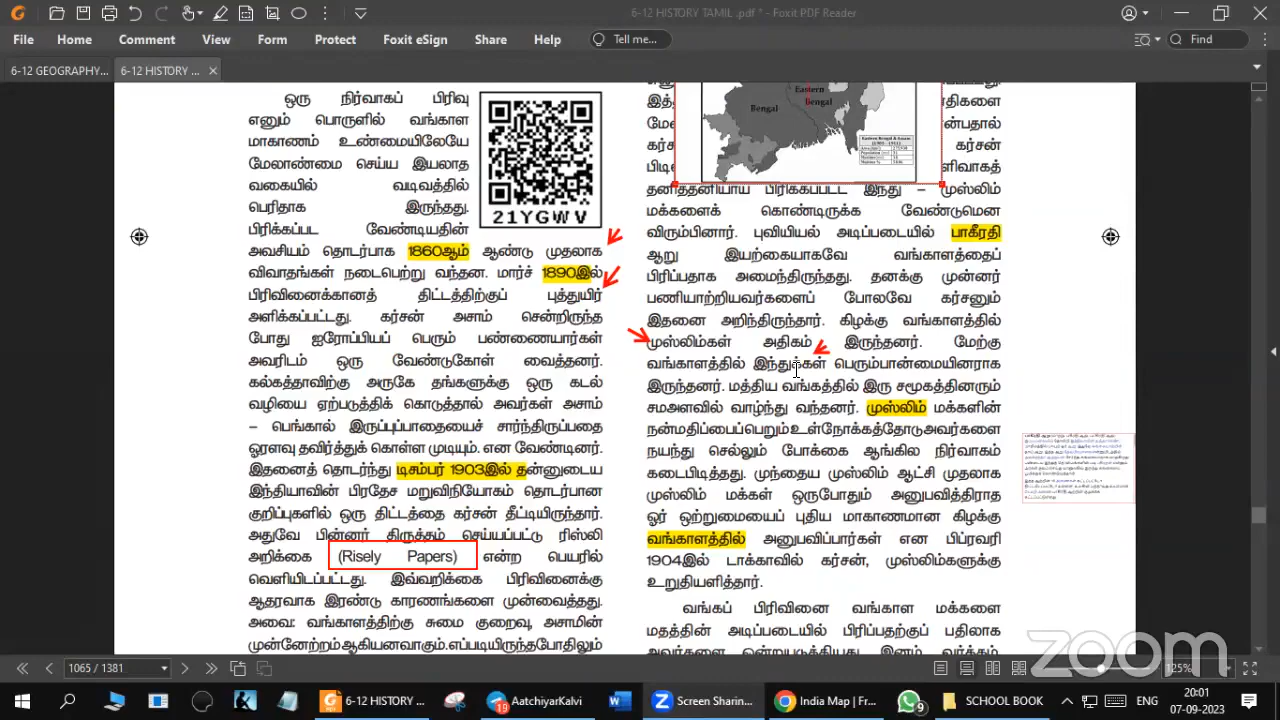 6-12 HISTORY TAMIL .pdf * - Foxit PDF Reader
File Home Comment View Form Protect Foxit eSign Share Help Tell me... Find
6-12 GEOGRAPHY... 6-12 HISTORY ...
ஒரு நிர்வாகப் பிரிவு
எனும் பொருளில் வங்காள
மாகாணம் உண்மையிலேயே
மேலாண்மை செய்ய இயலாத
வகையில் வடிவத்தில்
பெரிதாக இருந்தது.
பிரிக்கப்பட வேண்டியதின்
21YGWV
அவசியம் தொடர்பாக 1860ஆம் ஆண்டு முதலாக
விவாதங்கள் நடைபெற்று வந்தன. மார்ச் 1890இல்
பிரிவினைக்கானத் திட்டத்திற்குப் புத்துயிர்
அளிக்கப்பட்டது. கர்சன் அசாம் சென்றிருந்த
போது ஐரோப்பியப் பெரும் பண்ணையார்கள்
அவரிடம் ஒரு வேண்டுகோள் வைத்தனர்.
கல்கத்தாவிற்கு அருகே தங்களுக்கு ஒரு கடல்
வழியை ஏற்படுத்திக் கொடுத்தால் அவர்கள் அசாம்
– பெங்கால் இருப்புப்பாதையைச் சார்ந்திருப்பதை
ஓரளவு தவிர்க்க இயலும் என வேண்டினர்.
இதனைத் தொடர்ந்து டிசம்பர் 1903இல் தன்னுடைய
இந்தியாவின் பிரதேச மறுவிநியோகம் தொடர்பான
குறிப்புகளில் ஒரு திட்டத்தை கர்சன் தீட்டியிருந்தார்.
அதுவே பின்னர் திருத்தம் செய்யப்பட்டு ரிஸ்லி
அறிக்கை (Risely Papers) என்ற பெயரில்
வெளியிடப்பட்டது. இவ்வறிக்கை பிரிவினைக்கு
ஆதரவாக இரண்டு காரணங்களை முன்வைத்தது.
அவை: வங்காளத்திற்கு சுமை குறைவு, அசாமின்
முன்னேற்றம் ஆகியனவாகும். எப்படியிருந்தபோதிலும்
Eastern
Bengal Bengal
Eastern Bengal & Assam
தனித்தனியாய் பிரிக்கப்பட்ட இந்து – முஸ்லிம்
மக்களைக் கொண்டிருக்க வேண்டுமென
விரும்பினார். புவியியல் அடிப்படையில் பாகீரதி
ஆறு இயற்கையாகவே வங்காளத்தைப்
பிரிப்பதாக அமைந்திருந்தது. தனக்கு முன்னர்
பணியாற்றியவர்களைப் போலவே கர்சனும்
இதனை அறிந்திருந்தார். கிழக்கு வங்காளத்தில்
முஸ்லிம்கள் அதிகம் இருந்தனர். மேற்கு
வங்காளத்தில் இந்துக்கள் பெரும்பான்மையினராக
இருந்தனர். மத்திய வங்கத்தில் இரு சமூகத்தினரும்
சமஅளவில் வாழ்ந்து வந்தனர். முஸ்லிம் மக்களின்
நன்மதிப்பைப்பெறும்உள்நோக்கத்தோடுஅவர்களை
நயந்து செல்லும் போக்கை ஆங்கில நிர்வாகம்
கடைபிடித்தது. முந்தைய முஸ்லிம் ஆட்சி முதலாக
முஸ்லிம் மக்கள் ஒருபோதும் அனுபவித்திராத
ஓர் ஒற்றுமையைப் புதிய மாகாணமான கிழக்கு
வங்காளத்தில் அனுபவிப்பார்கள் என பிப்ரவரி
1904இல் டாக்காவில் கர்சன், முஸ்லிம்களுக்கு
உறுதியளித்தார்.
வங்கப் பிரிவினை வங்காள மக்களை
மதத்தின் அடிப்படையில் பிரிப்பதற்குப் பதிலாக
zoom
1065 / 1381 125%
6-12 HISTORY ... AatchiyarKalvi Screen Sharin... India Map | Fr... SCHOOL BOOK ENG 20:01
07-09-2023